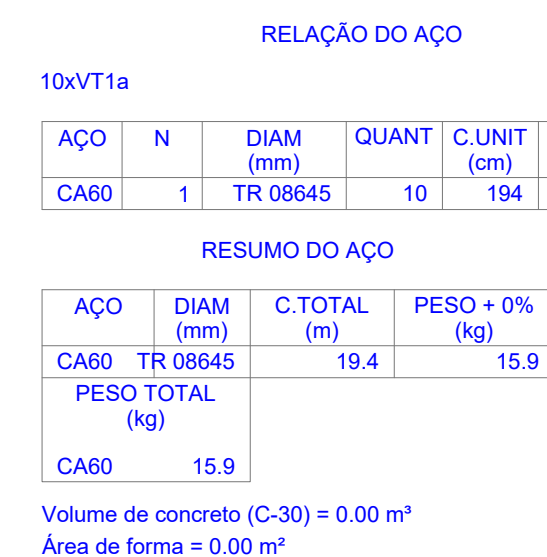 RELAÇÃO DO AÇO
10xVT1a
AÇO N DIAM QUANT C.UNIT
(mm) (cm)
CA60 1 TR 08645 10 194
RESUMO DO AÇO
AÇO DIAM C.TOTAL PESO + 0%
(mm) (m) (kg)
CA60 TR 08645 19.4 15.9
PESO TOTAL
(kg)
CA60 15.9
Volume de concreto (C-30) = 0.00 m³
Área de forma = 0.00 m²